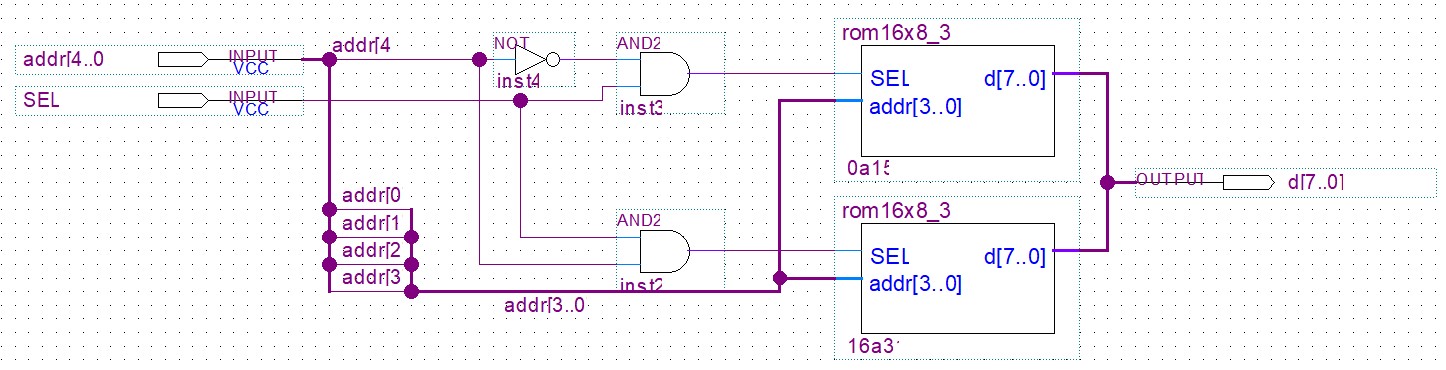 addr[4..0
INPUT
VCC
addr[4
NOT
inst4
AND2
inst3
rom16x8_3
SEL
d[7..0]
addr[3..0]
0a15
SEL
INPUT
VCC
OUTPUT
d[7..0]
addr[0
addr[1
addr[2
addr[3
addr[3..0
AND2
inst2
rom16x8_3
SEL
d[7..0]
addr[3..0]
16a3